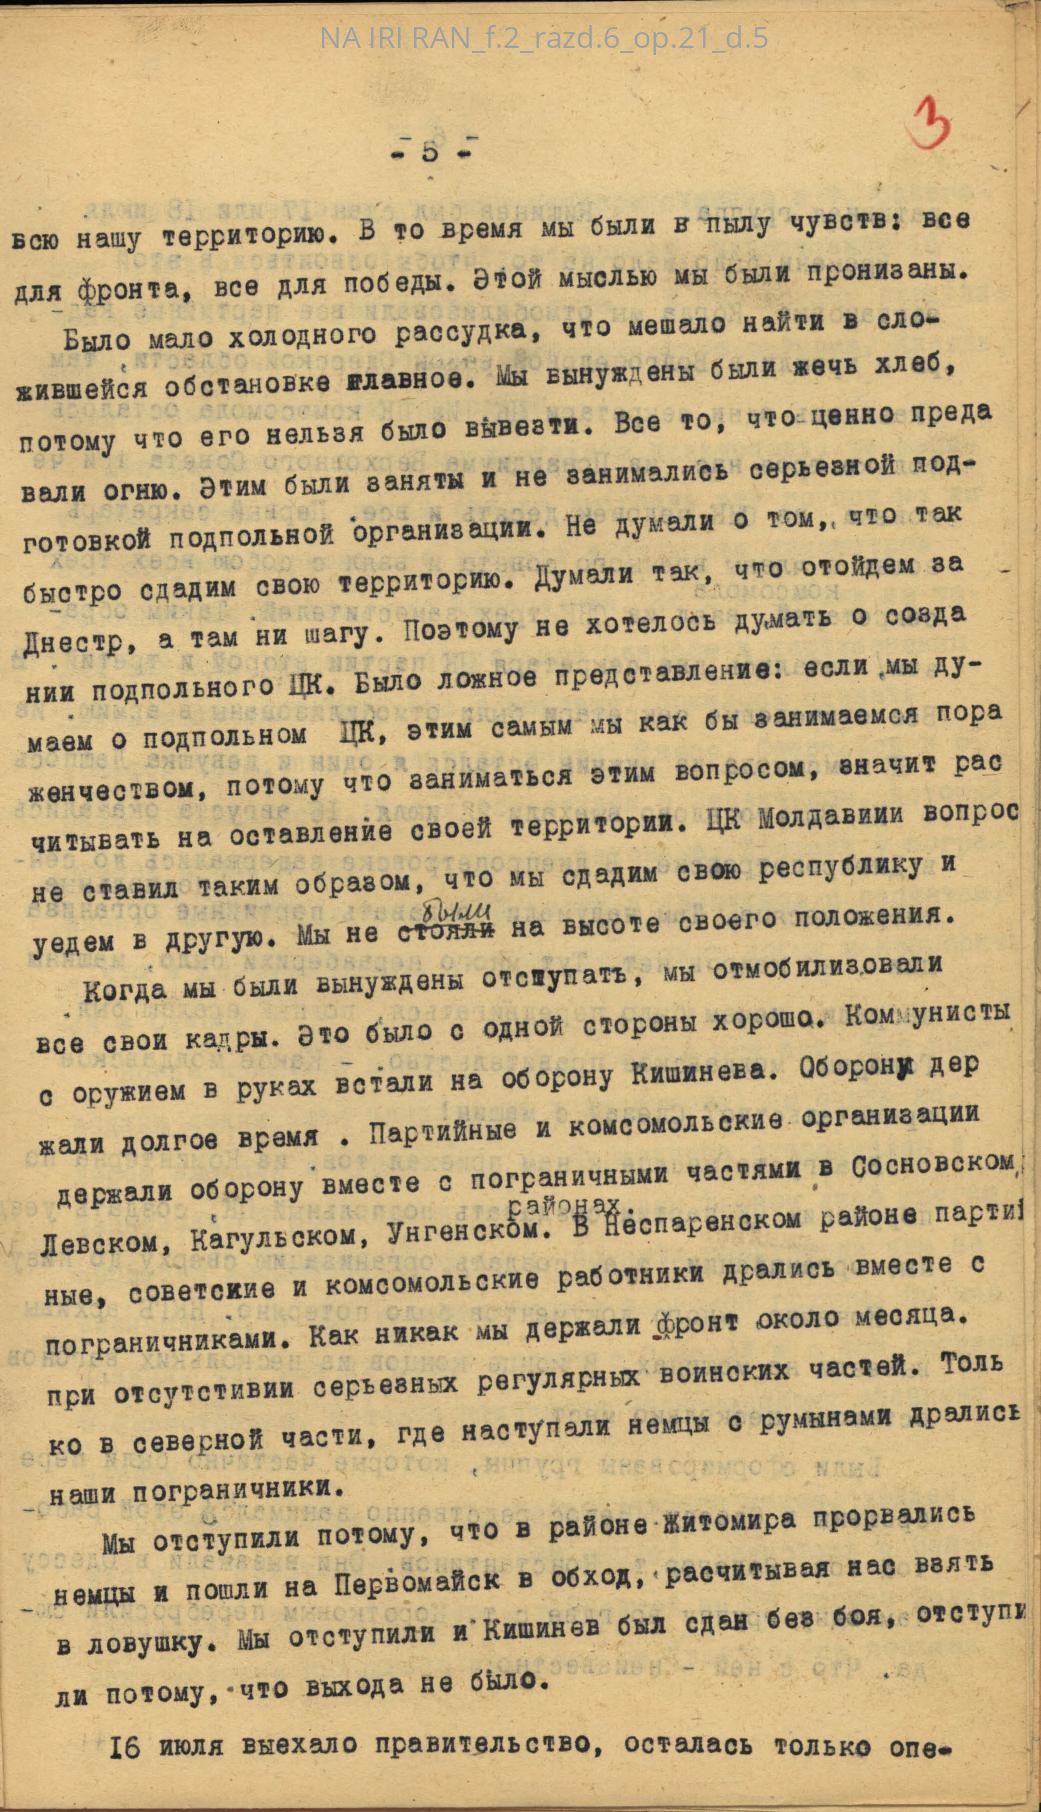 NA IRI RAN_f.2_razd.6_op.21_d.5
3
- 5 -
всю нашу территорию. В то время мы были в пылу чувств: все
для фронта, все для победы. Этой мыслью мы были пронизаны.
Было мало холодного рассудка, что мешало найти в сло-
жившейся обстановке главное. Мы вынуждены были жечь хлеб,
потому что его нельзя было вывезти. Все то, что ценно преда
вали огню. Этим были заняты и не занимались серьезной под-
готовкой подпольной организации. Не думали о том, что так
быстро сдадим свою территорию. Думали так, что отойдем за
Днестр, а там ни шагу. Поэтому не хотелось думать о созда
нии подпольного ЦК. Было ложное представление: если мы ду-
маем о подпольном ЦК, этим самым мы как бы занимаемся пора
женчеством, потому что заниматься этим вопросом, значит рас
читывать на оставление своей территории. ЦК Молдавиии вопрос
не ставил таким образом, что мы сдадим свою республику и
были
уедем в другую. Мы не стояли на высоте своего положения.
Когда мы были вынуждены отступать, мы отмобилизовали
все свои кадры. Это было с одной стороны хорошо. Коммунисты
с оружием в руках встали на оборону Кишинева. Оборону дер
жали долгое время . Партийные и комсомольские организации
держали оборону вместе с пограничными частями в Сосновском,
районах.
Левском, Кагульском, Унгенском. В Неспаренском районе партий
ные, советские и комсомольские работники дрались вместе с
пограничниками. Как никак мы держали фронт около месяца.
при отсутстивии серьезных регулярных воинских частей. Толь
ко в северной части, где наступали немцы с румынами дрались
наши пограничники.
Мы отступили потому, что в районе Житомира прорвались
немцы и пошли на Первомайск в обход, расчитывая нас взять
в ловушку. Мы отступили и Кишинев был сдан без боя, отступи
ли потому, что выхода не было.
16 июля выехало правительство, осталась только опе-